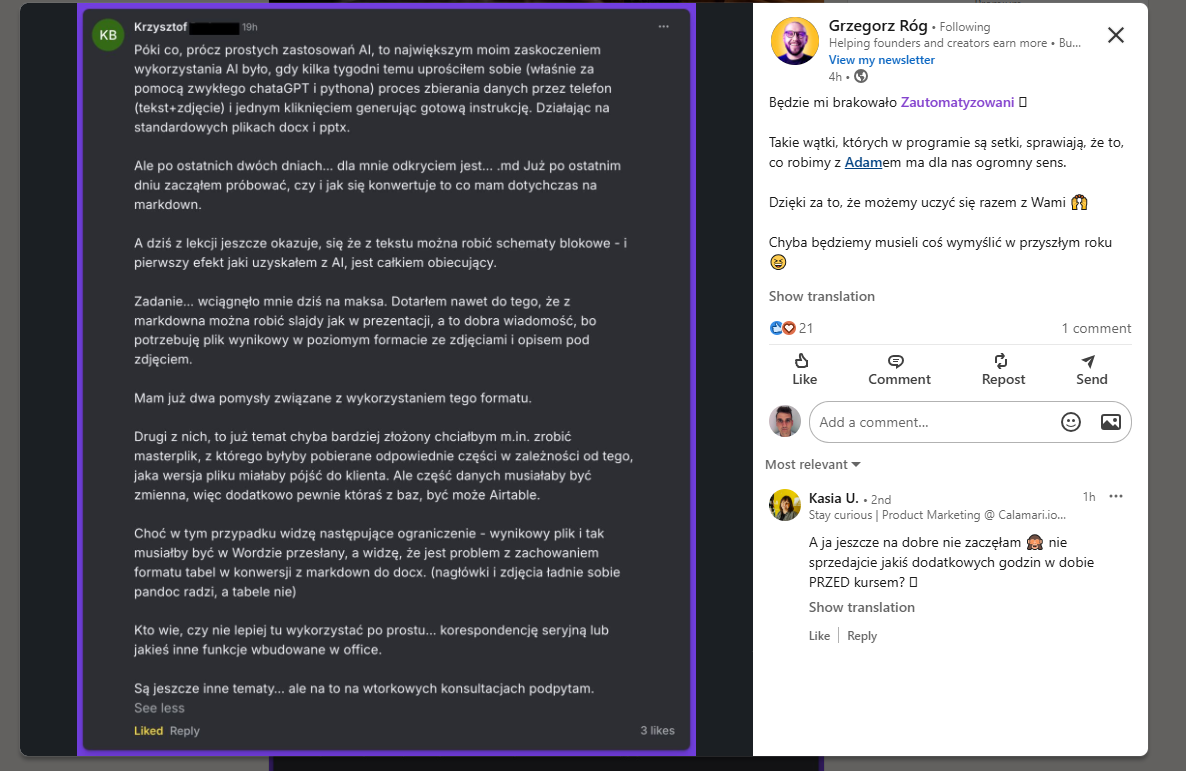 KB
Krzysztof 19h
Póki co, prócz prostych zastosowań AI, to największym moim zaskoczeniem
wykorzystania AI było, gdy kilka tygodni temu uprościłem sobie (właśnie za
pomocą zwykłego chataGPT i pythona) proces zbierania danych przez telefon
(tekst+zdjęcie) i jednym kliknięciem generując gotową instrukcję. Działając na
standardowych plikach docx i pptx.
Ale po ostatnich dwóch dniach... dla mnie odkryciem jest... .md Już po ostatnim
dniu zacząłem próbować, czy i jak się konwertuje to co mam dotychczas na
markdown.
A dziś z lekcji jeszcze okazuje, się że z tekstu można robić schematy blokowe - i
pierwszy efekt jaki uzyskałem z AI, jest całkiem obiecujący.
Zadanie... wciągnęło mnie dziś na maksa. Dotarłem nawet do tego, że z
markdowna można robić slajdy jak w prezentacji, a to dobra wiadomość, bo
potrzebuję plik wynikowy w poziomym formacie ze zdjęciami i opisem pod
zdjęciem.
Mam już dwa pomysły związane z wykorzystaniem tego formatu.
Drugi z nich, to już temat chyba bardziej złożony chciałbym m.in. zrobić
masterplik, z którego byłyby pobierane odpowiednie części w zależności od tego,
jaka wersja pliku miałaby pójść do klienta. Ale część danych musiałaby być
zmienna, więc dodatkowo pewnie któraś z baz, być może Airtable.
Choć w tym przypadku widzę następujące ograniczenie - wynikowy plik i tak
musiałby być w Wordzie przesłany, a widzę, że jest problem z zachowaniem
formatu tabel w konwersji z markdown do docx. (nagłówki i zdjęcia ładnie sobie
pandoc radzi, a tabele nie)
Kto wie, czy nie lepiej tu wykorzystać po prostu... korespondencję seryjną lub
jakieś inne funkcje wbudowane w office.
Są jeszcze inne tematy... ale na to na wtorkowych konsultacjach podpytam.
See less
Liked Reply 3 likes
Grzegorz Róg • Following
Helping founders and creators earn more • Bu...
View my newsletter
4h •
Będzie mi brakowało Zautomatyzowani
Takie wątki, których w programie są setki, sprawiają, że to,
co robimy z Adamem ma dla nas ogromny sens.
Dzięki za to, że możemy uczyć się razem z Wami 🙌
Chyba będziemy musieli coś wymyślić w przyszłym roku
😆
Show translation
21 1 comment
Like Comment Repost Send
Add a comment...
Most relevant
Kasia U. • 2nd 1h
Stay curious | Product Marketing @ Calamari.io...
A ja jeszcze na dobre nie zaczęłam 🙈 nie
sprzedajcie jakiś dodatkowych godzin w dobie
PRZED kursem?
Show translation
Like Reply